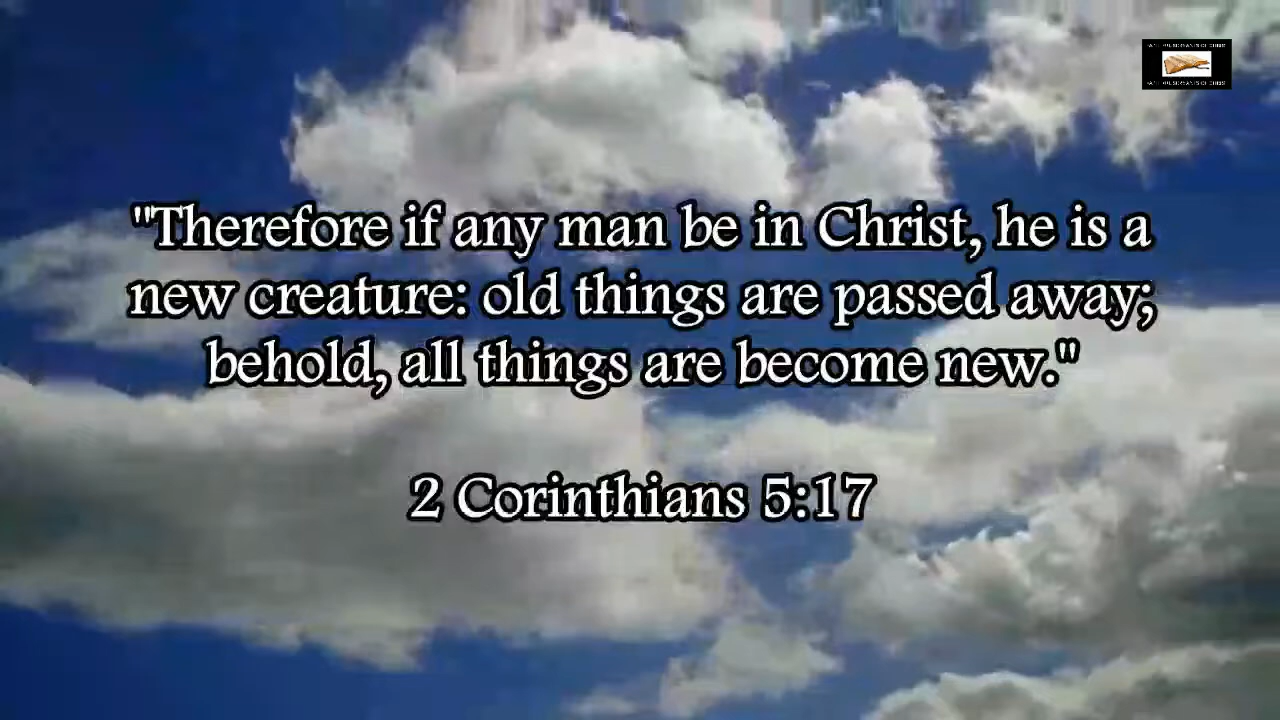 "Therefore if any man be in Christ, he is a
new creature: old things are passed away;
behold, all things are become new."
2 Corinthians 5:17